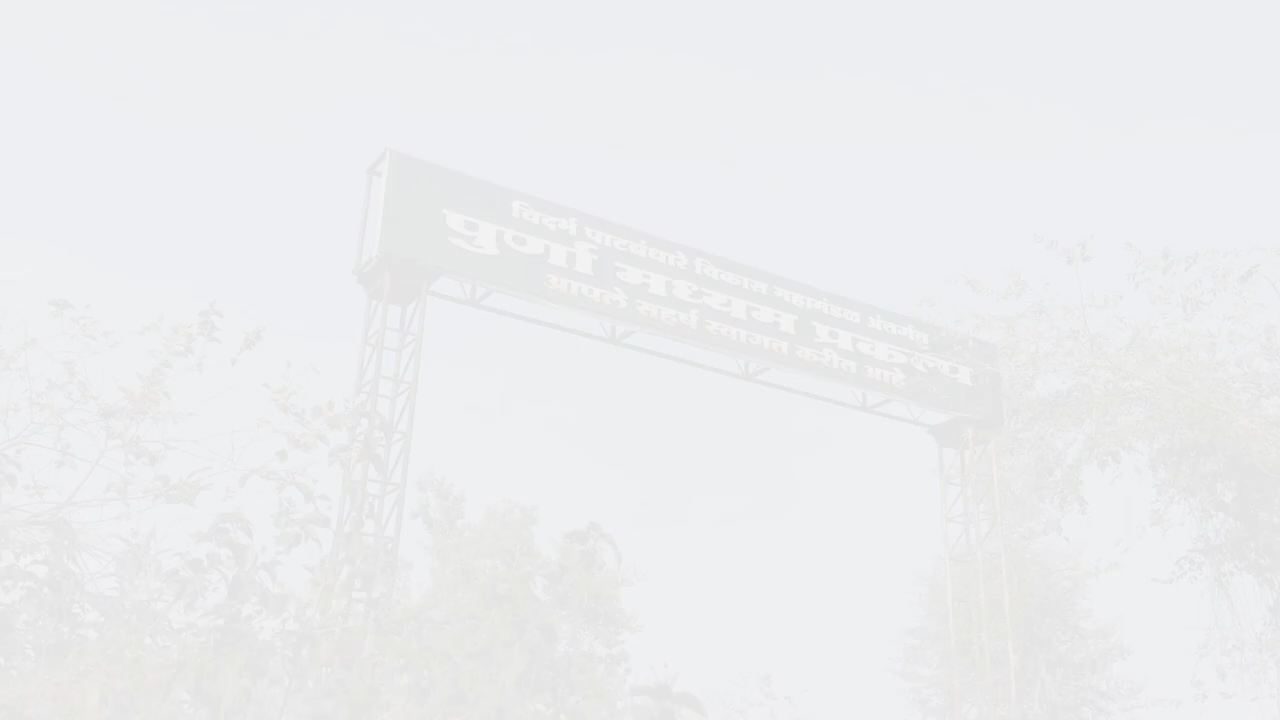 विदर्भ पाटबंधारे विकास महामंडळ अंतर्गत
पुर्णा मध्यम प्रकल्प
आपले सहर्ष स्वागत करीत आहे